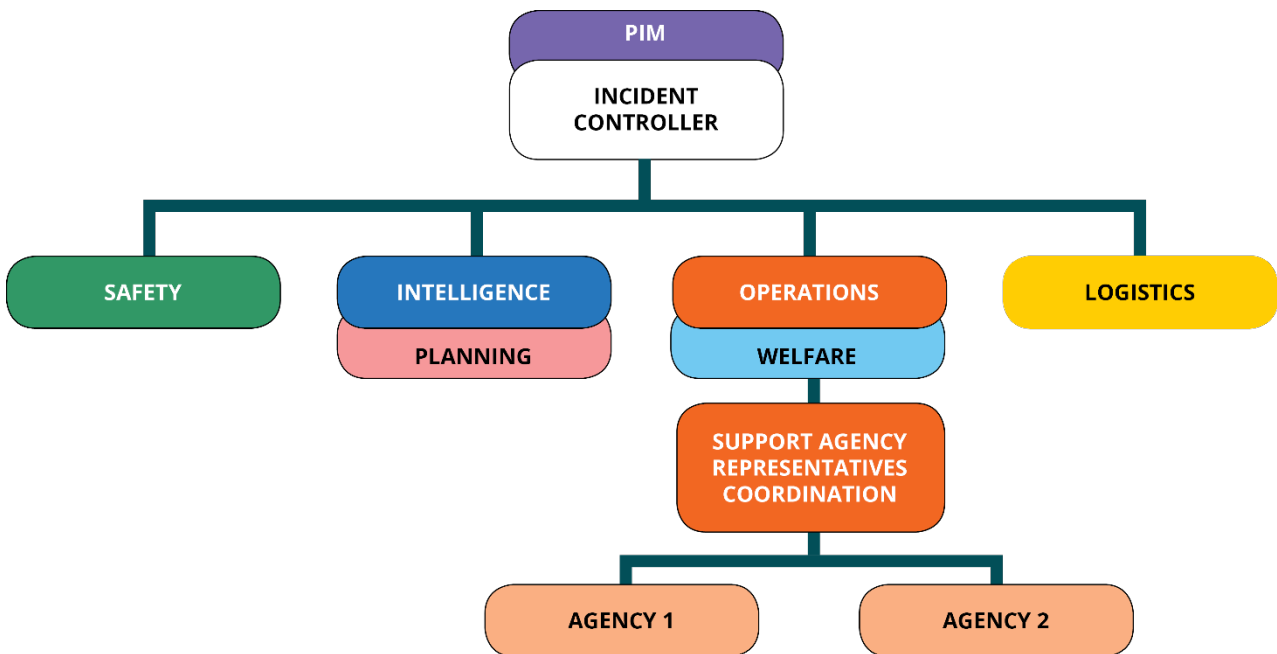 PIM
INCIDENT
CONTROLLER
SAFETY
INTELLIGENCE
OPERATIONS
LOGISTICS
PLANNING
WELFARE
SUPPORT AGENCY
REPRESENTATIVES
COORDINATION
AGENCY 1
AGENCY 2